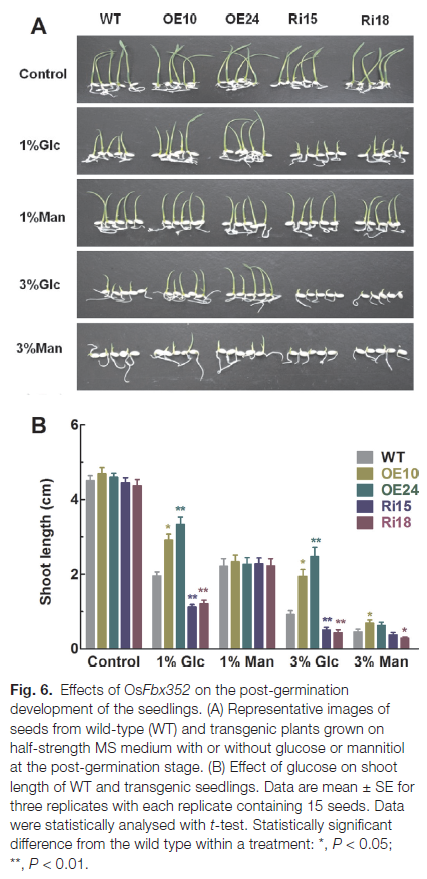 A
WT OE10 OE24 Ri15 Ri18
Control
1%Glc
1%Man
3%Glc
3%Man
B
6
4
2
0
Shoot length (cm)
WT
OE10
OE24
Ri15
Ri18
* ** ** **
* ** ** **
* *
Control 1% Glc 1% Man 3% Glc 3% Man
Fig. 6. Effects of OsFbx352 on the post-germination
development of the seedlings. (A) Representative images of
seeds from wild-type (WT) and transgenic plants grown on
half-strength MS medium with or without glucose or mannitiol
at the post-germination stage. (B) Effect of glucose on shoot
length of WT and transgenic seedlings. Data are mean ± SE for
three replicates with each replicate containing 15 seeds. Data
were statistically analysed with t-test. Statistically significant
difference from the wild type within a treatment: *, P < 0.05;
**, P < 0.01.